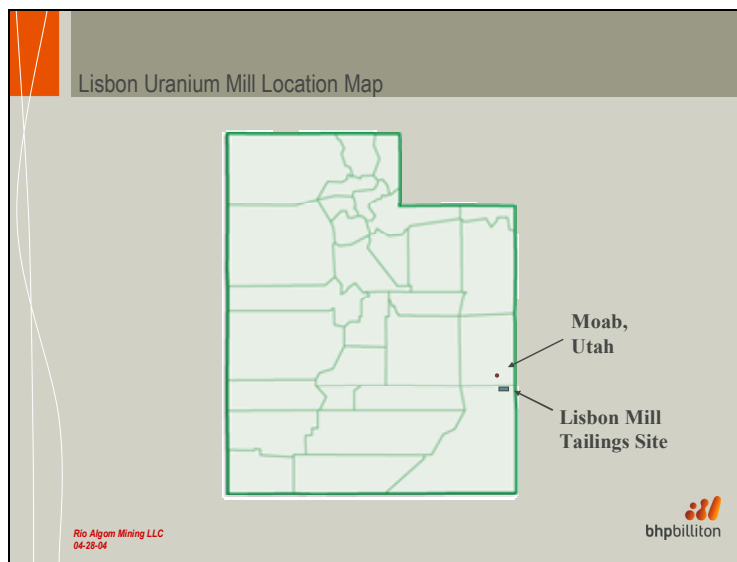 Lisbon Uranium Mill Location Map
Moab,
Utah
Lisbon Mill
Tailings Site
Rio Algom Mining LLC
04-28-04
bhpbilliton